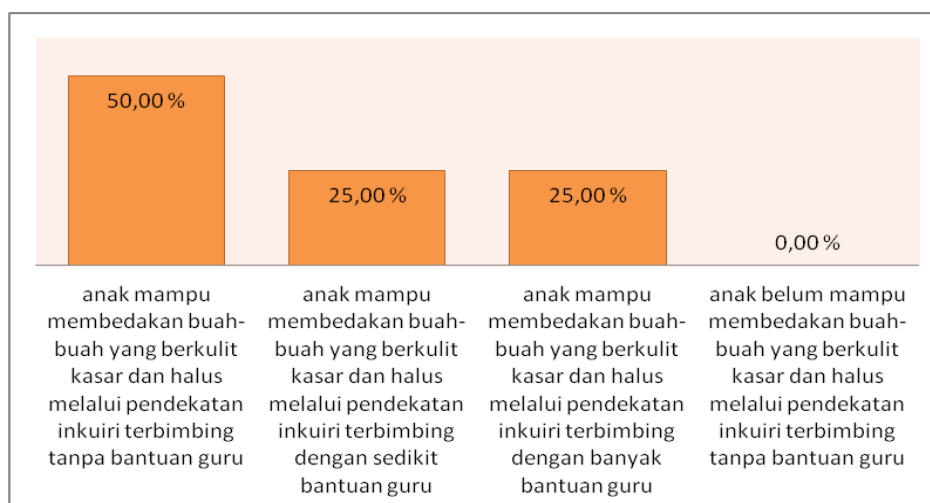 50,00 %
25,00 %
25,00 %
0,00 %
anak mampu
membedakan buah-
buah yang berkulit
kasar dan halus
melalui pendekatan
inkuiri terbimbing
tanpa bantuan guru
anak mampu
membedakan buah-
buah yang berkulit
kasar dan halus
melalui pendekatan
inkuiri terbimbing
dengan sedikit
bantuan guru
anak mampu
membedakan buah-
buah yang berkulit
kasar dan halus
melalui pendekatan
inkuiri terbimbing
dengan banyak
bantuan guru
anak belum mampu
membedakan buah-
buah yang berkulit
kasar dan halus
melalui pendekatan
inkuiri terbimbing
tanpa bantuan guru